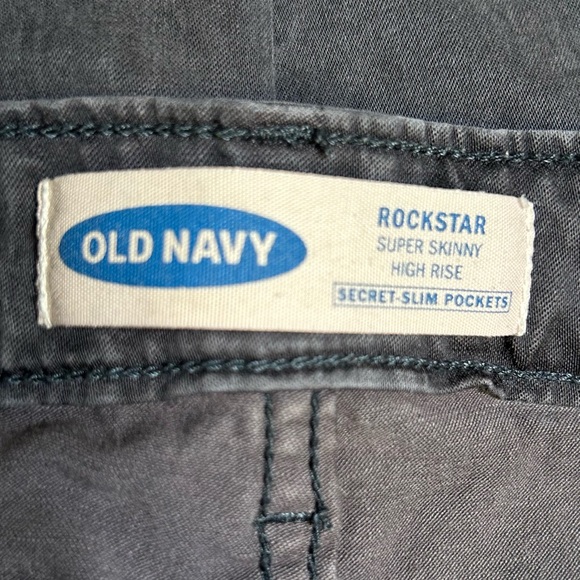 OLD NAVY
ROCKSTAR
SUPER SKINNY
HIGH RISE
SECRET-SLIM POCKETS